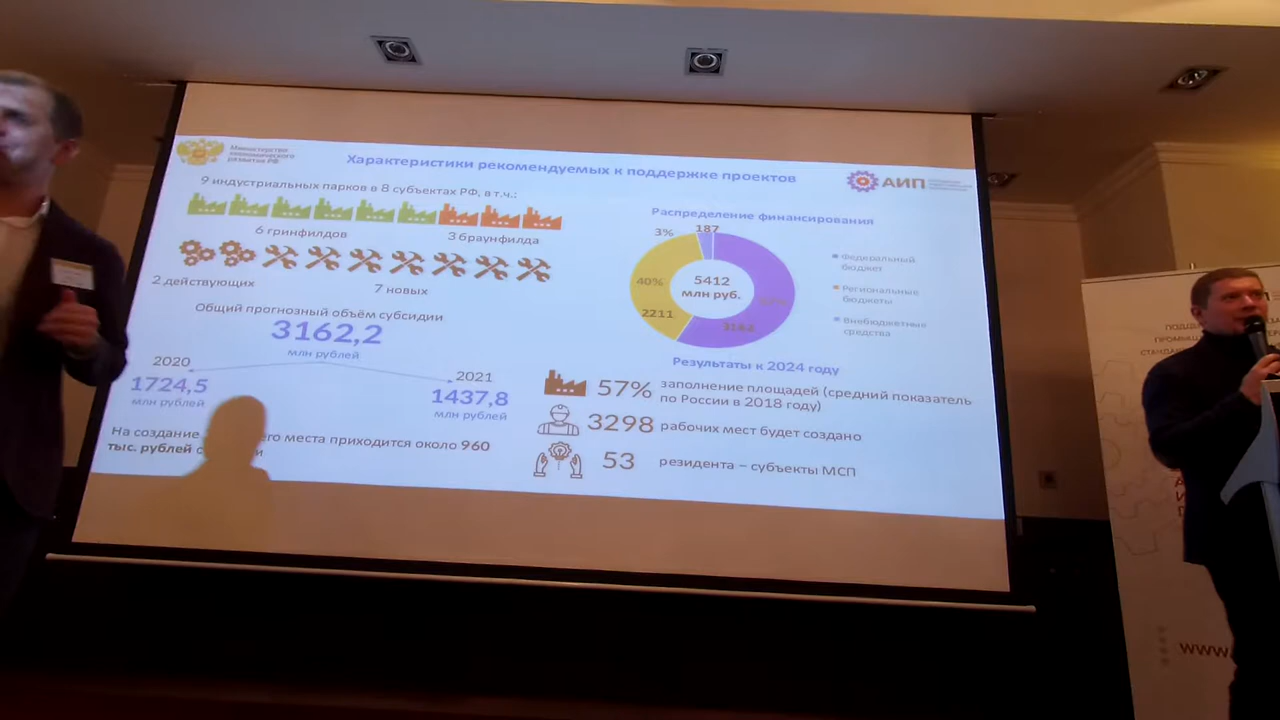 Министерство
экономического
развития РФ
Характеристики рекомендуемых к поддержке проектов
АИП
9 индустриальных парков в 8 субъектах РФ, в т.ч.:
6 гринфилдов
3 браунфилда
2 действующих
7 новых
Общий прогнозный объём субсидии
3162,2
млн рублей
2020
1724,5
млн рублей
2021
1437,8
млн рублей
На создание
места приходится около 960
тыс. рублей
Распределение финансирования
3%
187
40%
2211
5412
млн руб.
Федеральный
бюджет
Региональные
бюджеты
Внебюджетные
средства
Результаты к 2024 году
57% заполнение площадей (средний показатель
по России в 2018 году)
3298 рабочих мест будет создано
53 резидента – субъекты МСП
www.